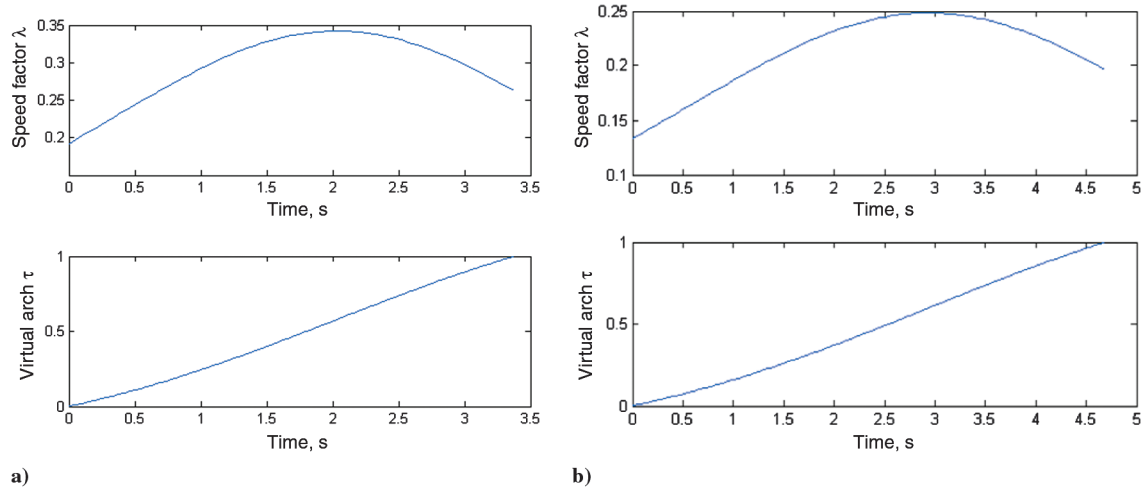 Speed factor λ
0.35
0.3
0.25
0.2
0 0.5 1 1.5 2 2.5 3 3.5
Time, s
Virtual arch τ
1
0.5
0
0 0.5 1 1.5 2 2.5 3 3.5
Time, s
a)
Speed factor λ
0.25
0.2
0.15
0.1
0 0.5 1 1.5 2 2.5 3 3.5 4 4.5 5
Time, s
Virtual arch τ
1
0.5
0
0 0.5 1 1.5 2 2.5 3 3.5 4 4.5 5
Time, s
b)